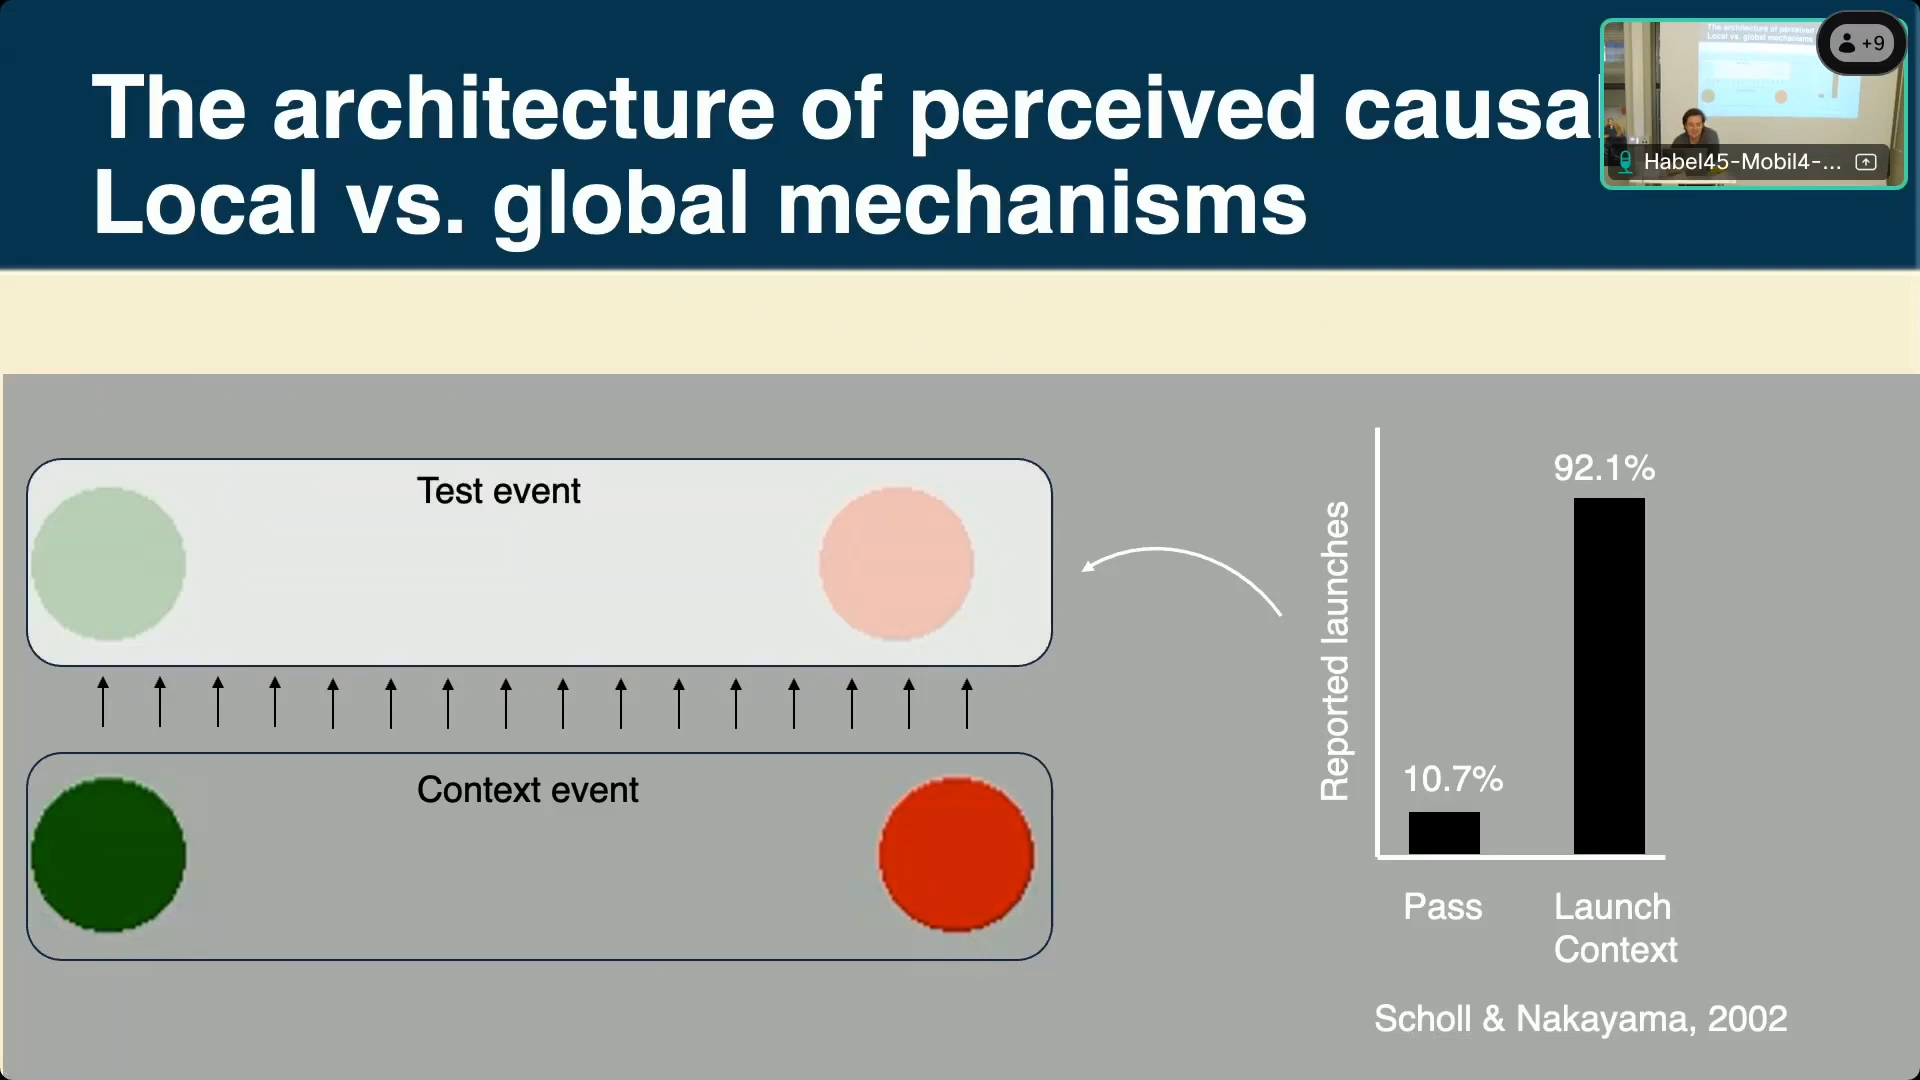 The architecture of perceived causal
Local vs. global mechanisms
+9
Habel45-Mobil4-...
Test event
Context event
Reported launches
92.1%
10.7%
Pass
Launch
Context
Scholl & Nakayama, 2002